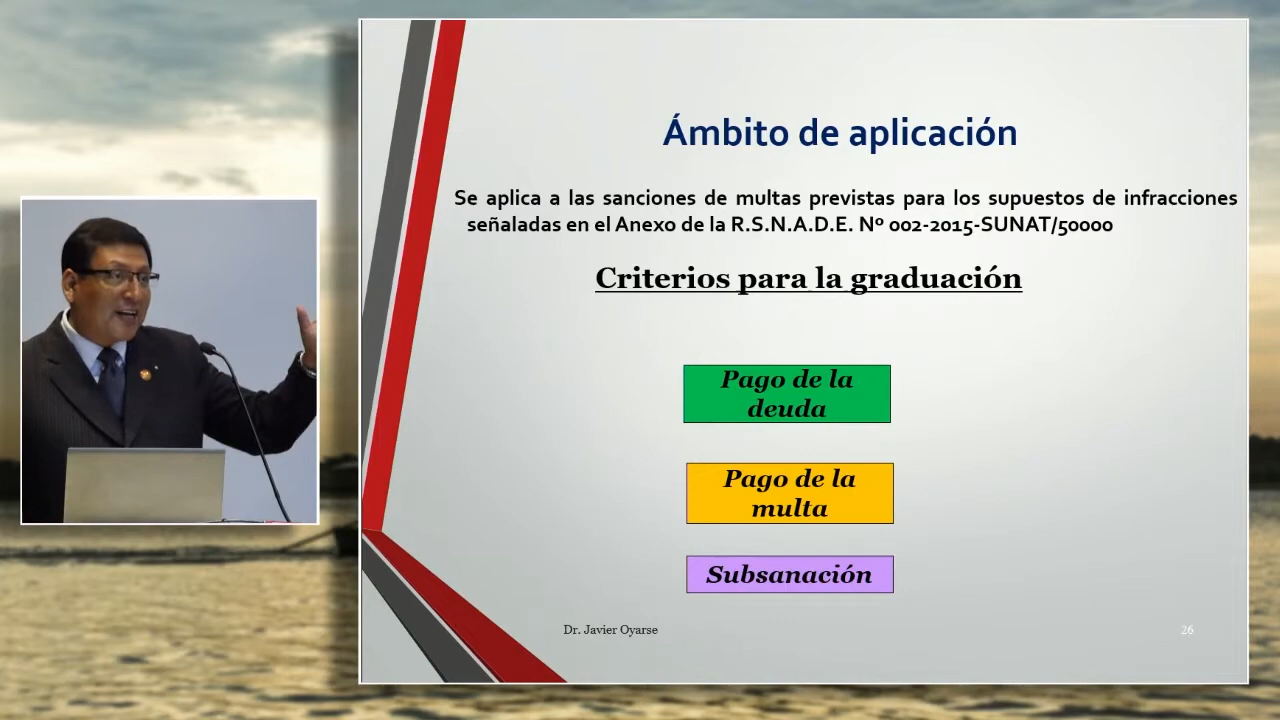 Ámbito de aplicación
Se aplica a las sanciones de multas previstas para los supuestos de infracciones
señaladas en el Anexo de la R.S.N.A.D.E. Nº 002-2015-SUNAT/50000
Criterios para la graduación
Pago de la
deuda
Pago de la
multa
Subsanación
Dr. Javier Oyarse
26